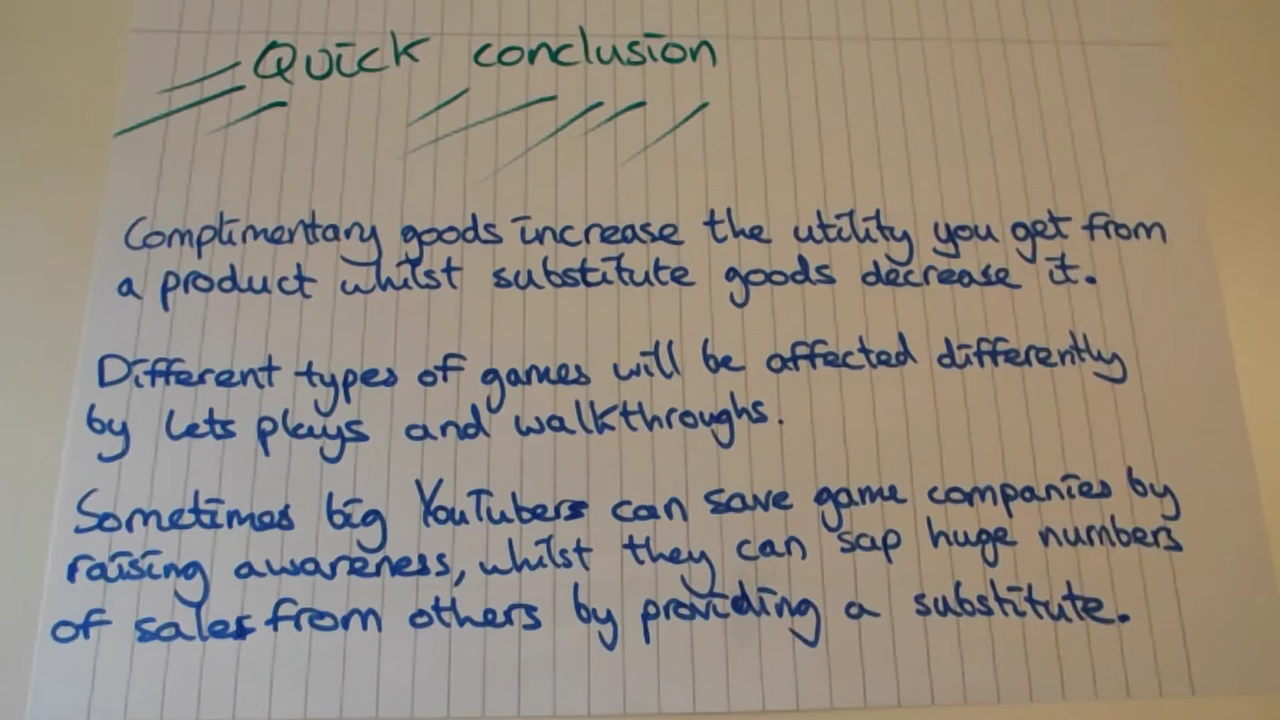 Quick conclusion
Complimentary goods increase the utility you get from
a product whilst substitute goods decrease it.
Different types of games will be affected differently
by lets plays and walkthroughs.
Sometimes big YouTubers can save game companies by
raising awareness, whilst they can sap huge numbers
of sales from others by providing a substitute.